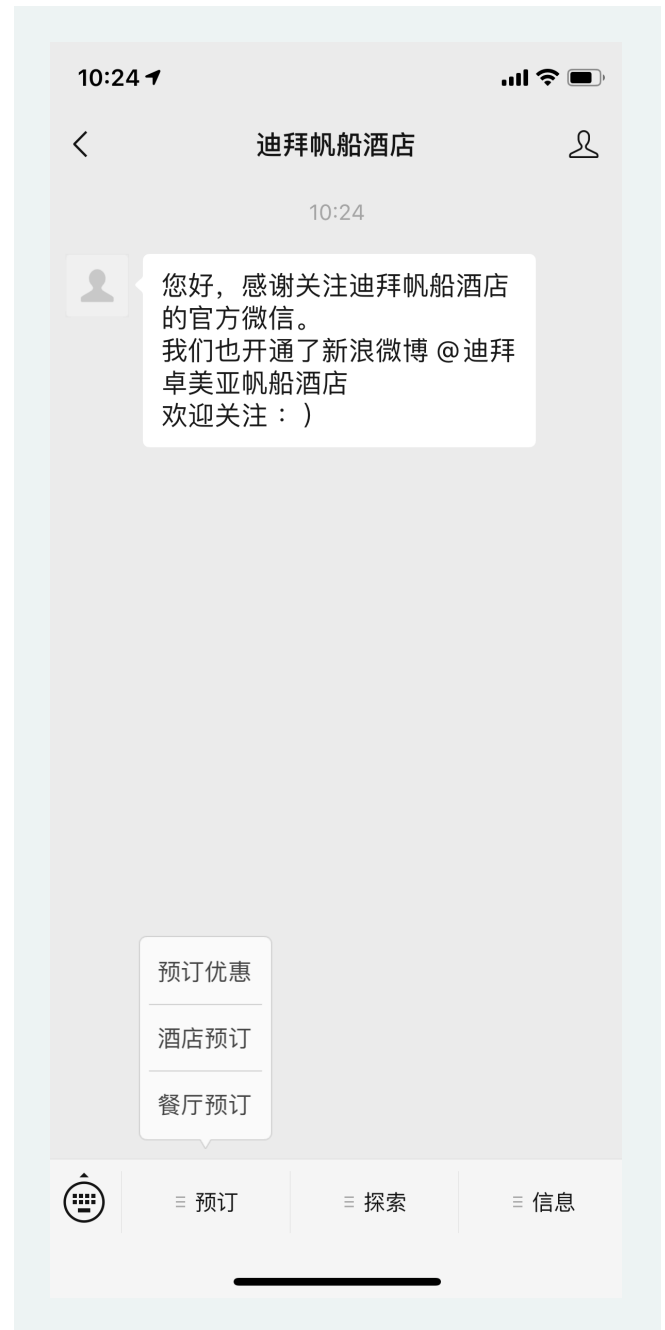 10:24
迪拜帆船酒店
10:24
您好，感谢关注迪拜帆船酒店
的官方微信。
我们也开通了新浪微博 @迪拜
卓美亚帆船酒店
欢迎关注：)
预订优惠
酒店预订
餐厅预订
预订
探索
信息